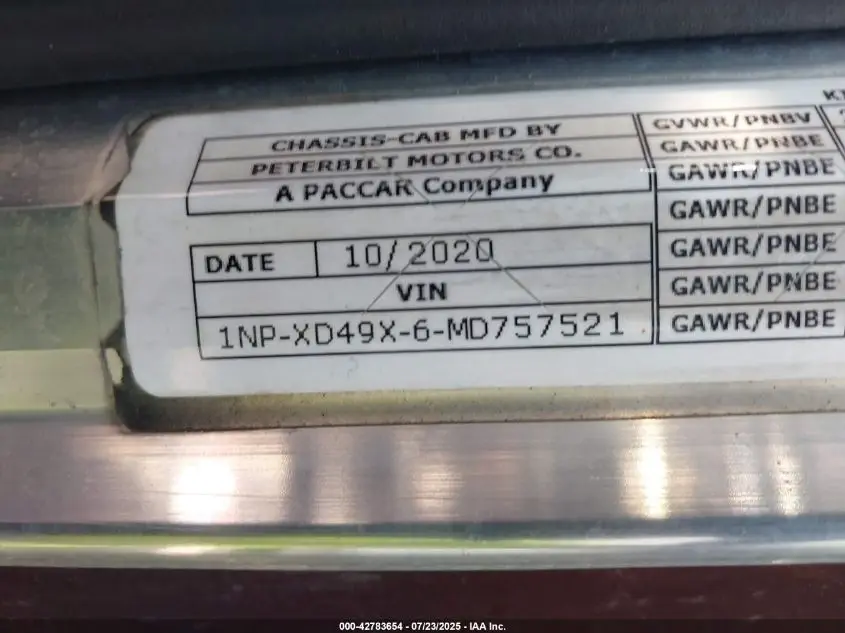 CHASSIS-CAB MFD BY
PETERBILT MOTORS CO.
A PACCAR Company
DATE 10/2020
VIN
1NP-XD49X-6-MD757521
GVWR/PNBV
GAWR/PNBE
GAWR/PNBE
GAWR/PNBE
GAWR/PNBE
GAWR/PNBE
GAWR/PNBE
000-42783654 - 07/23/2025 - IAA Inc.